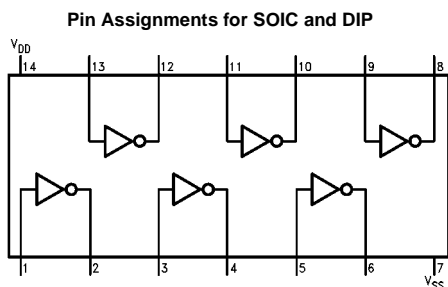 Pin Assignments for SOIC and DIP
VDD
14 13 12 11 10 9 8
1 2 3 4 5 6 7
VSS